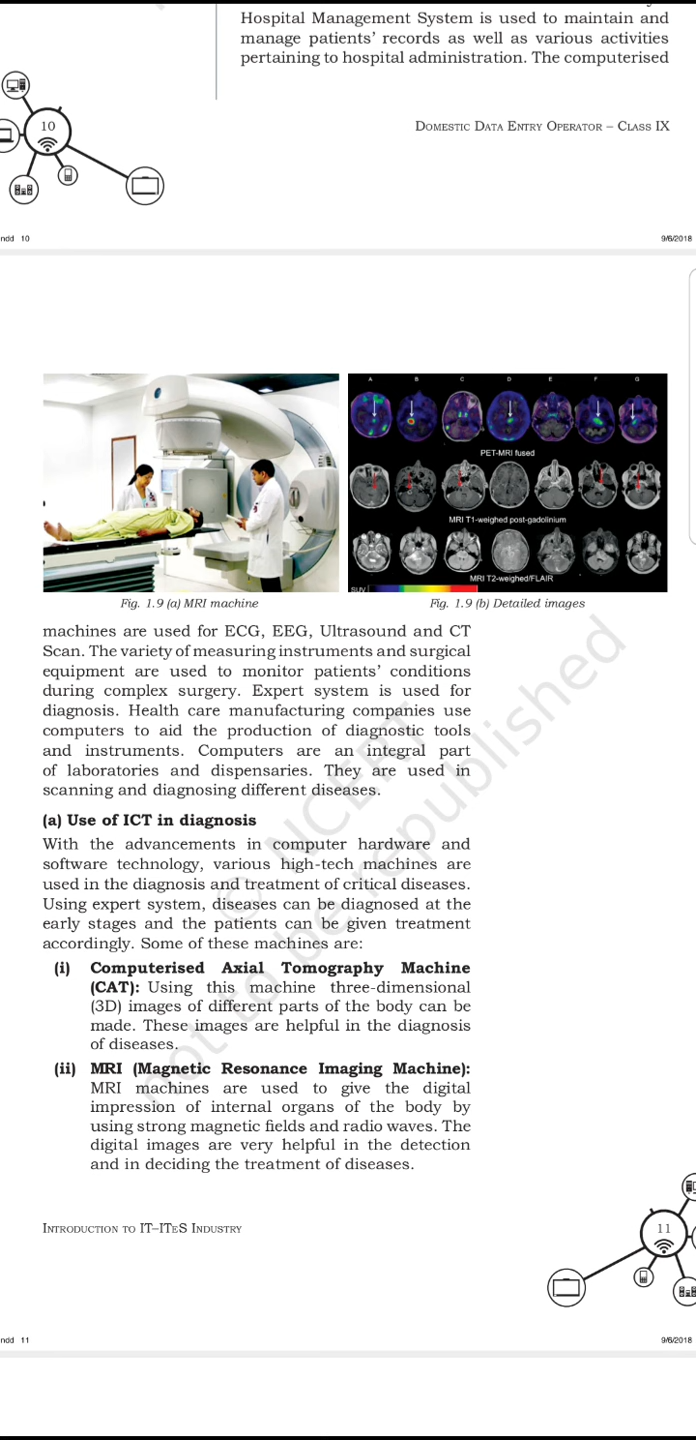 Hospital Management System is used to maintain and
manage patients' records as well as various activities
pertaining to hospital administration. The computerised
10
Domestic Data Entry Operator – Class IX
ndd 10
9/6/2018
A B C D E F G
PET-MRI fused
MRI T1-weighed post-gadolinium
MRI T2-weighed/FLAIR
SUV
Fig. 1.9 (a) MRI machine
Fig. 1.9 (b) Detailed images
machines are used for ECG, EEG, Ultrasound and CT
Scan. The variety of measuring instruments and surgical
equipment are used to monitor patients' conditions
during complex surgery. Expert system is used for
diagnosis. Health care manufacturing companies use
computers to aid the production of diagnostic tools
and instruments. Computers are an integral part
of laboratories and dispensaries. They are used in
scanning and diagnosing different diseases.
(a) Use of ICT in diagnosis
With the advancements in computer hardware and
software technology, various high-tech machines are
used in the diagnosis and treatment of critical diseases.
Using expert system, diseases can be diagnosed at the
early stages and the patients can be given treatment
accordingly. Some of these machines are:
(i) Computerised Axial Tomography Machine
(CAT): Using this machine three-dimensional
(3D) images of different parts of the body can be
made. These images are helpful in the diagnosis
of diseases.
(ii) MRI (Magnetic Resonance Imaging Machine):
MRI machines are used to give the digital
impression of internal organs of the body by
using strong magnetic fields and radio waves. The
digital images are very helpful in the detection
and in deciding the treatment of diseases.
© NCERT
not to be republished
Introduction to IT–ITeS Industry
11
ndd 11
9/6/2018